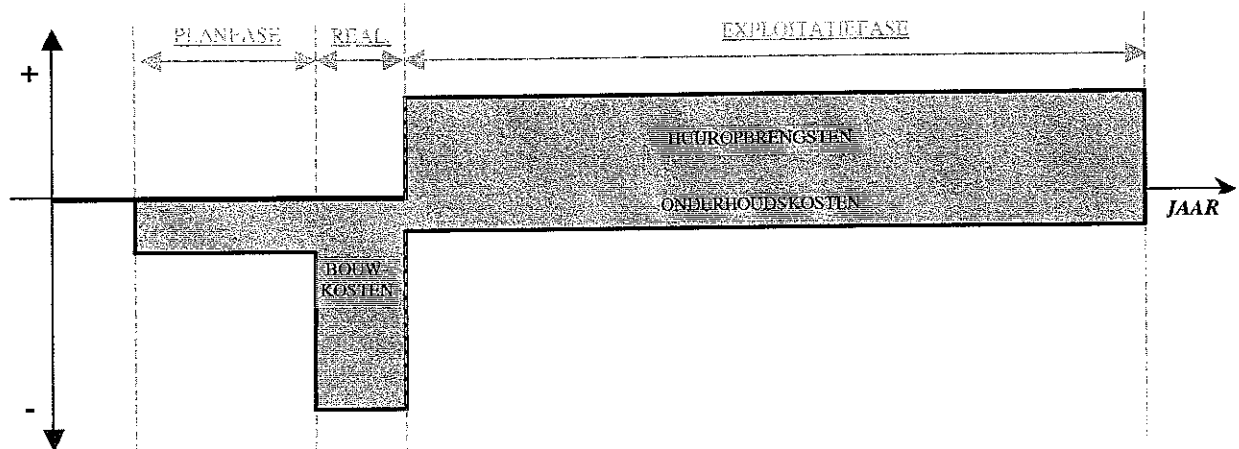 PLANFASE
REAL.
EXPLOITATIEFASE
+
HUUROPBRENGSTEN
ONDERHOUDSKOSTEN
JAAR
BOUW-
KOSTEN
-